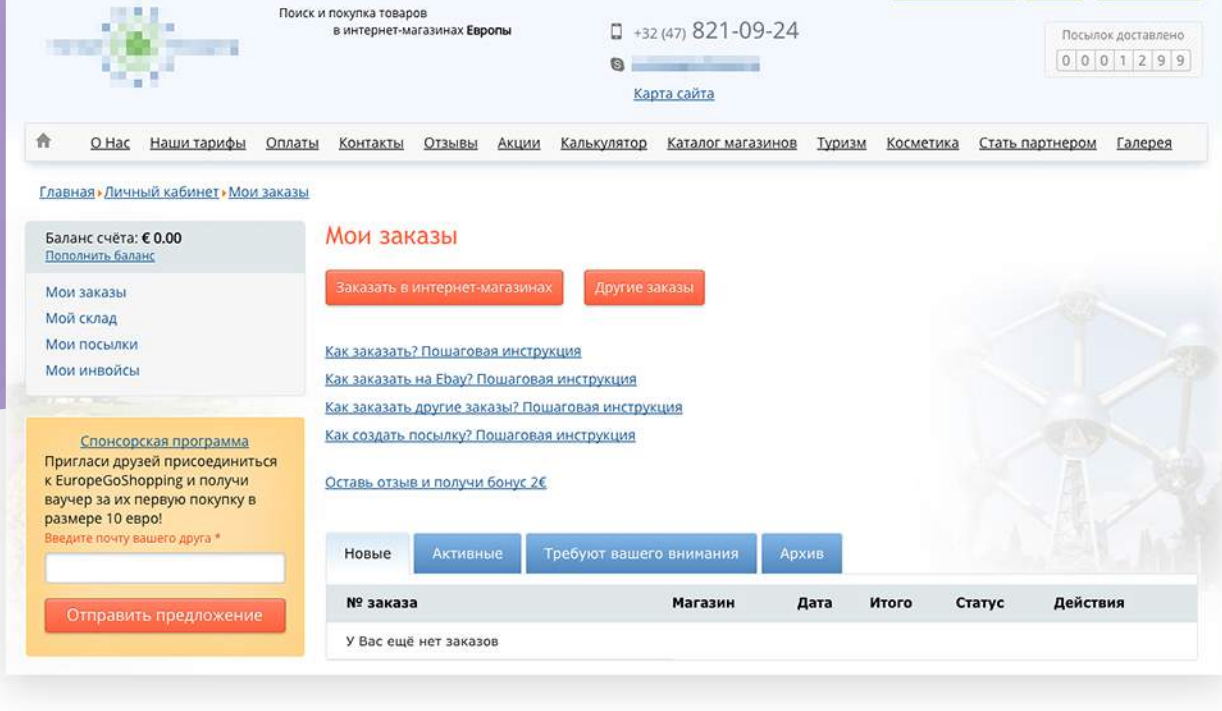 Поиск и покупка товаров
в интернет-магазинах Европы
+32 (47) 821-09-24
Карта сайта
Посылок доставлено
0 0 0 1 2 9 9
О Нас Наши тарифы Оплаты Контакты Отзывы Акции Калькулятор Каталог магазинов Туризм Косметика Стать партнером Галерея
Главная Личный кабинет Мои заказы
Баланс счёта: € 0.00
Пополнить баланс
Мои заказы
Мой склад
Мои посылки
Мои инвойсы
Спонсорская программа
Пригласи друзей присоединиться
к EuropeGoShopping и получи
ваучер за их первую покупку в
размере 10 евро!
Введите почту вашего друга *
Отправить предложение
Мои заказы
Заказать в интернет-магазинах Другие заказы
Как заказать? Пошаговая инструкция
Как заказать на Ebay? Пошаговая инструкция
Как заказать другие заказы? Пошаговая инструкция
Как создать посылку? Пошаговая инструкция
Оставь отзыв и получи бонус 2€
Новые Активные Требуют вашего внимания Архив
№ заказа Магазин Дата Итого Статус Действия
У Вас ещё нет заказов